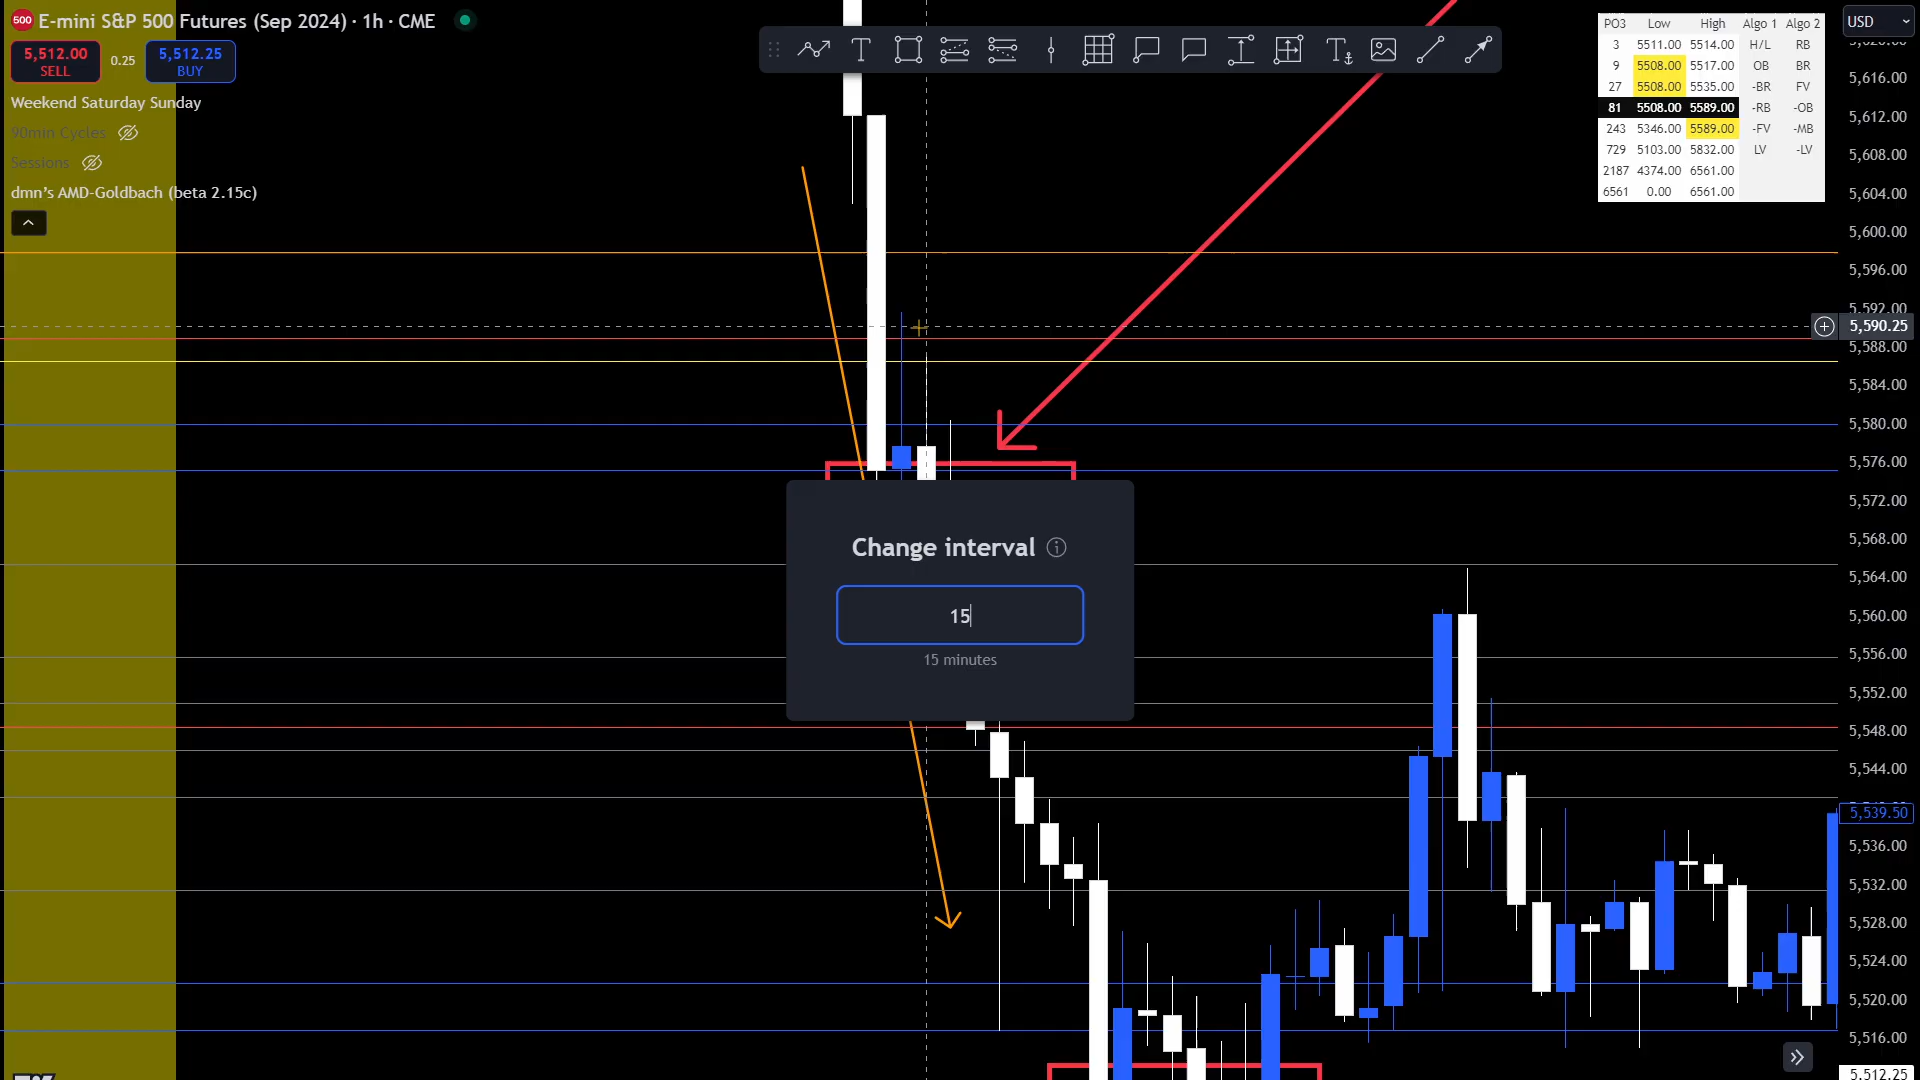 500 E-mini S&P 500 Futures (Sep 2024) · 1h · CME
5,512.00 SELL
0.25
5,512.25 BUY
Weekend Saturday Sunday
90min Cycles
Sessions
dmn's AMD-Goldbach (beta 2.15c)
T
T
PO3 Low High Algo 1 Algo 2
3 5511.00 5514.00 H/L RB
9 5508.00 5517.00 OB BR
27 5508.00 5535.00 -BR FV
81 5508.00 5589.00 -RB -OB
243 5346.00 5589.00 -FV -MB
729 5103.00 5832.00 LV -LV
2187 4374.00 6561.00
6561 0.00 6561.00
Change interval
15
15 minutes
USD
5,616.00
5,612.00
5,608.00
5,604.00
5,600.00
5,596.00
5,592.00
5,590.25
5,588.00
5,584.00
5,580.00
5,576.00
5,572.00
5,568.00
5,564.00
5,560.00
5,556.00
5,552.00
5,548.00
5,544.00
5,539.50
5,536.00
5,532.00
5,528.00
5,524.00
5,520.00
5,516.00
5,512.25